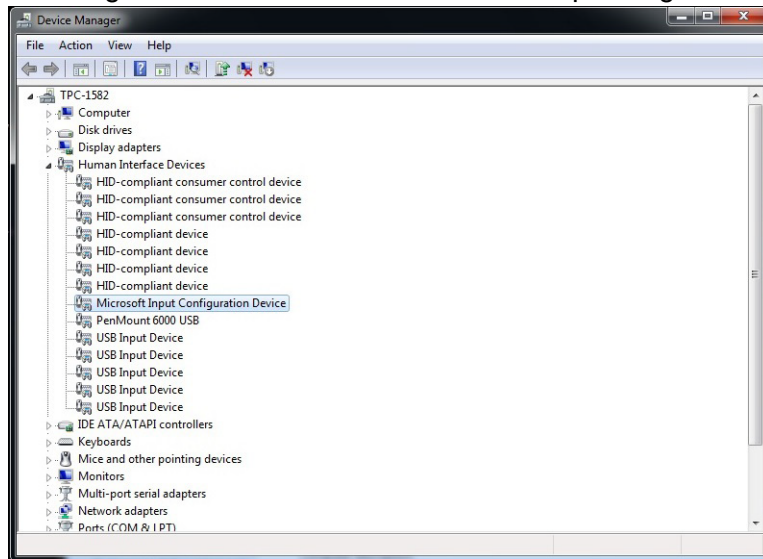 Device Manager
File Action View Help
TPC-1582
Computer
Disk drives
Display adapters
Human Interface Devices
HID-compliant consumer control device
HID-compliant consumer control device
HID-compliant consumer control device
HID-compliant device
HID-compliant device
HID-compliant device
HID-compliant device
Microsoft Input Configuration Device
PenMount 6000 USB
USB Input Device
USB Input Device
USB Input Device
USB Input Device
USB Input Device
IDE ATA/ATAPI controllers
Keyboards
Mice and other pointing devices
Monitors
Multi-port serial adapters
Network adapters
Ports (COM & LPT)